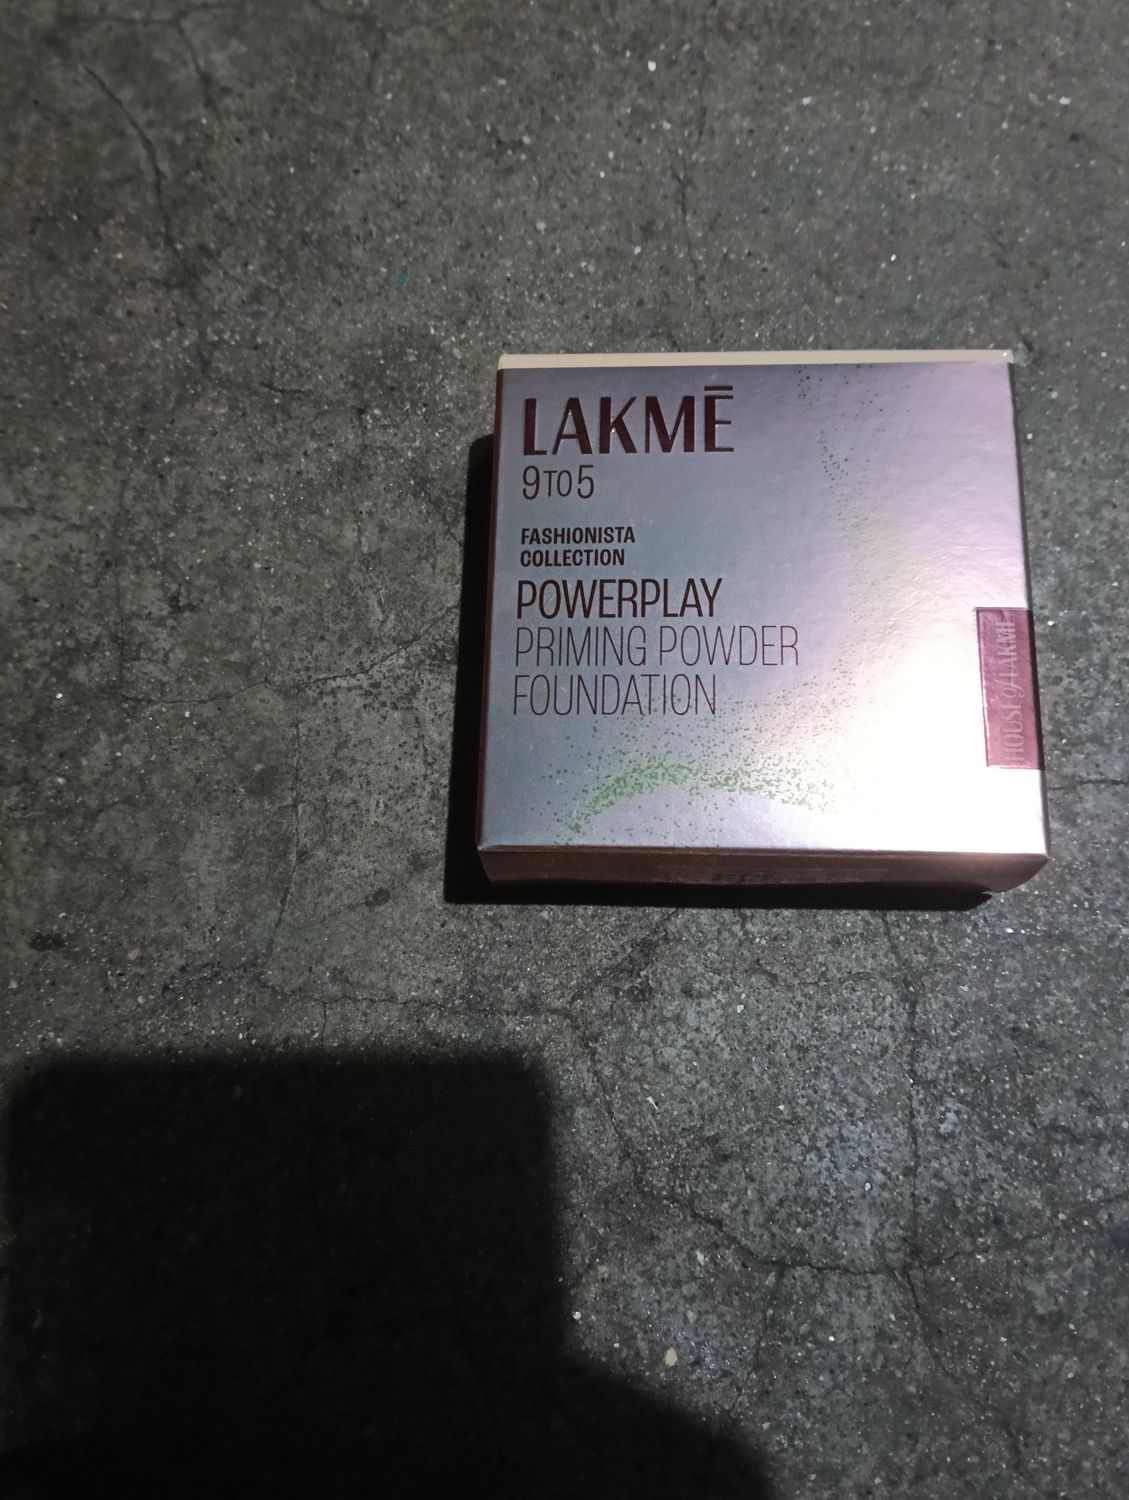 LAKMĒ
9TO5
FASHIONISTA
COLLECTION
POWERPLAY
PRIMING POWDER
FOUNDATION
HOUSE of LAKMĒ